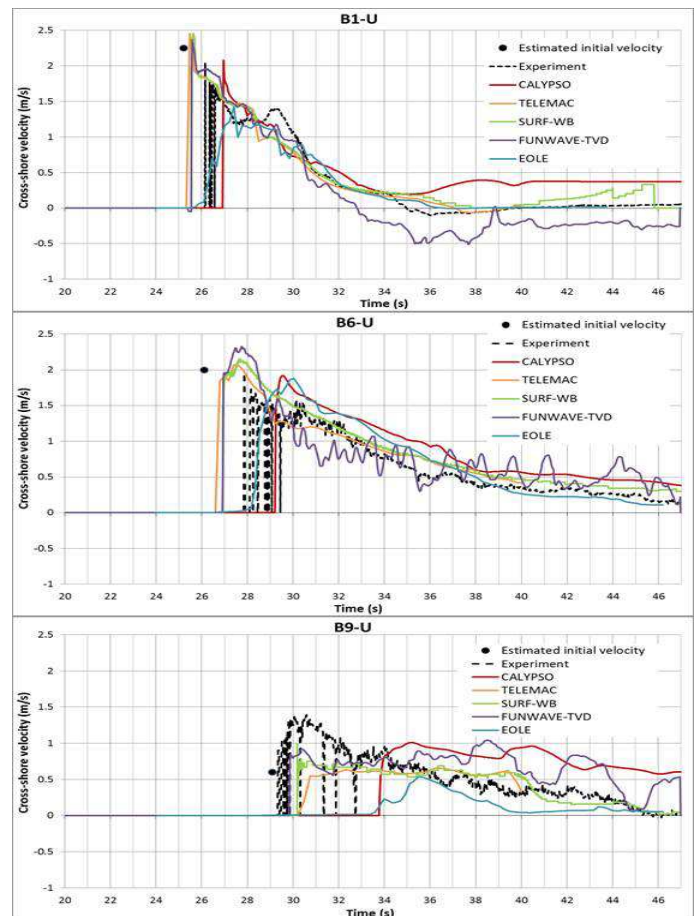 B1-U
Cross-shore velocity (m/s)
2.5
2
1.5
1
0.5
0
-0.5
-1
Estimated initial velocity
Experiment
CALYPSO
TELEMAC
SURF-WB
FUNWAVE-TVD
EOLE
20 22 24 26 28 30 32 34 36 38 40 42 44 46
Time (s)
B6-U
Cross-shore velocity (m/s)
2.5
2
1.5
1
0.5
0
-0.5
-1
Estimated initial velocity
Experiment
CALYPSO
TELEMAC
SURF-WB
FUNWAVE-TVD
EOLE
20 22 24 26 28 30 32 34 36 38 40 42 44 46
Time (s)
B9-U
Cross-shore velocity (m/s)
2.5
2
1.5
1
0.5
0
-0.5
-1
Estimated initial velocity
Experiment
CALYPSO
TELEMAC
SURF-WB
FUNWAVE-TVD
EOLE
20 22 24 26 28 30 32 34 36 38 40 42 44 46
Time (s)